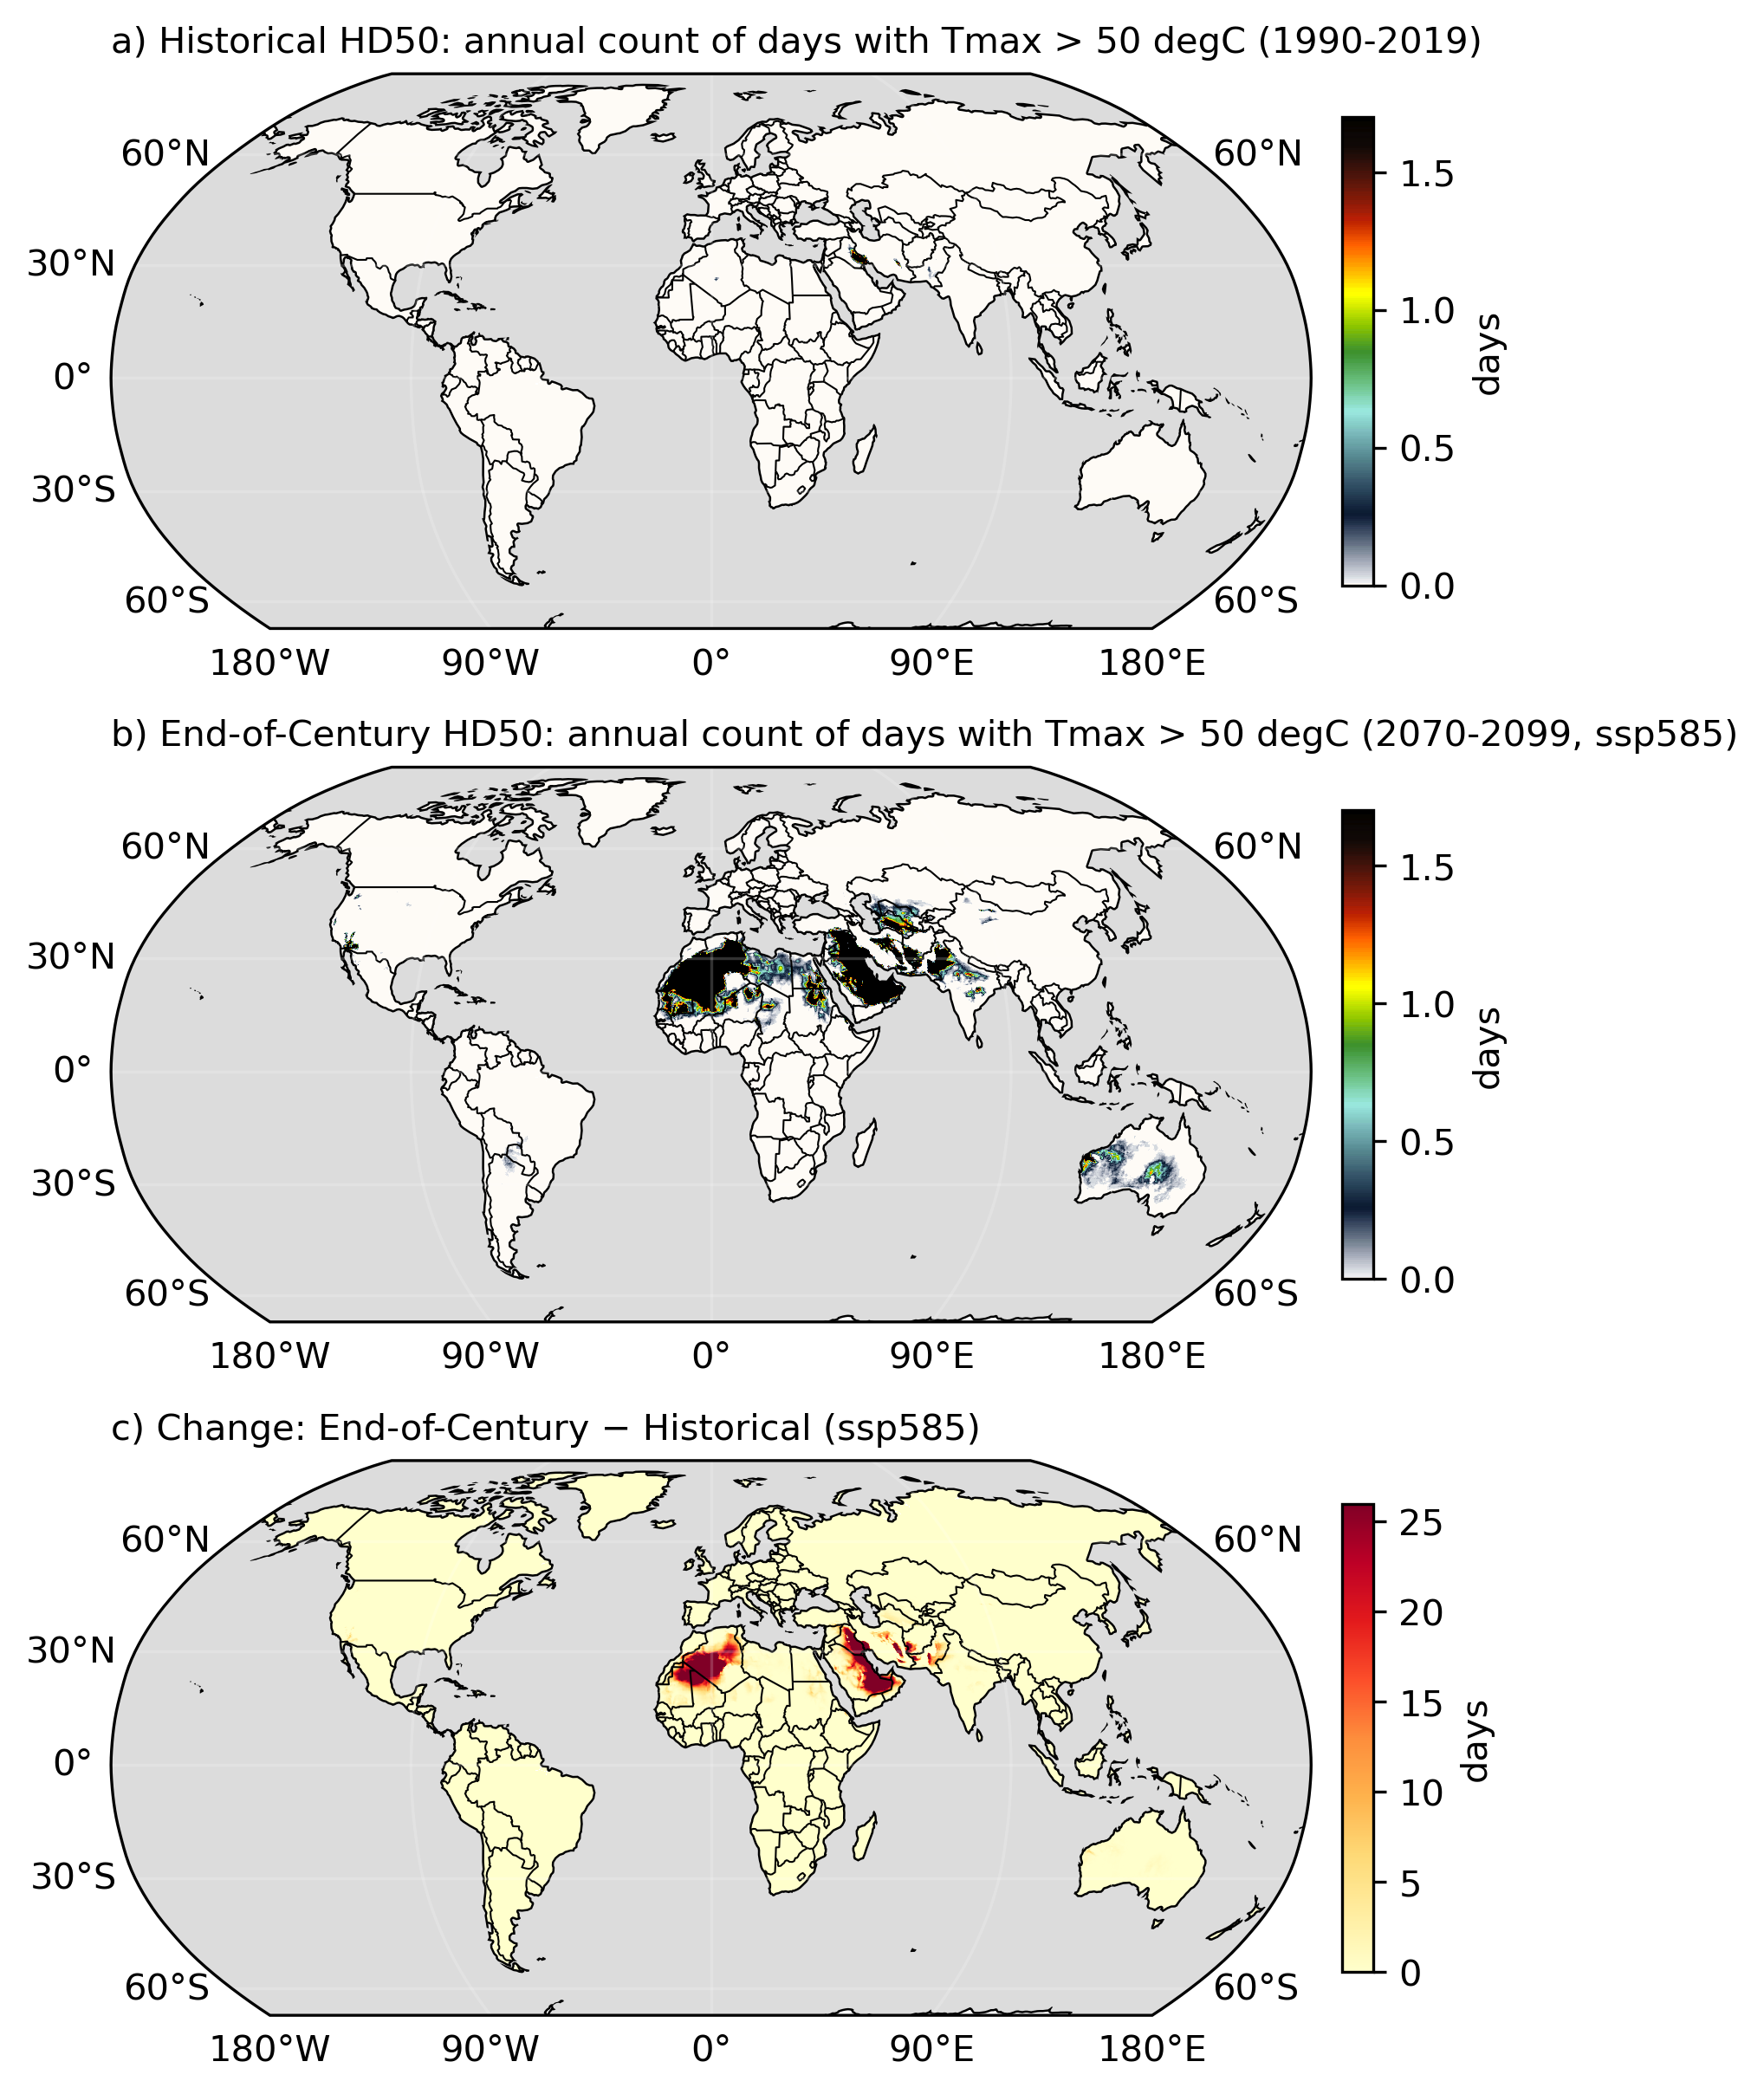 a) Historical HD50: annual count of days with Tmax > 50 degC (1990-2019)
60°N 60°N
30°N
0°
30°S
60°S 60°S
180°W 90°W 0° 90°E 180°E
1.5
1.0
0.5
0.0
days
b) End-of-Century HD50: annual count of days with Tmax > 50 degC (2070-2099, ssp585)
60°N 60°N
30°N
0°
30°S
60°S 60°S
180°W 90°W 0° 90°E 180°E
1.5
1.0
0.5
0.0
days
c) Change: End-of-Century − Historical (ssp585)
60°N 60°N
30°N
0°
30°S
60°S 60°S
180°W 90°W 0° 90°E 180°E
25
20
15
10
5
0
days